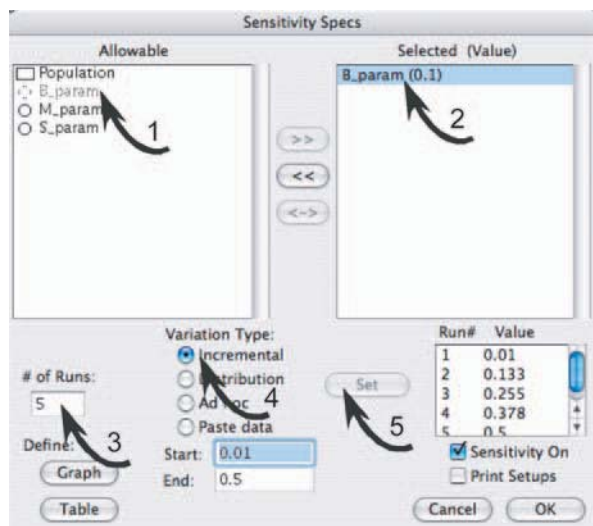 Sensitivity Specs
Allowable
Selected (Value)
Population
B_param
M_param
S_param
1
>>
<<
<->
B_param (0.1)
2
Variation Type:
Incremental
Distribution
Ad hoc
Paste data
4
# of Runs:
5
3
Define:
Graph
Table
Start: 0.01
End: 0.5
Set
5
Run# Value
1 0.01
2 0.133
3 0.255
4 0.378
5 0.5
Sensitivity On
Print Setups
Cancel
OK